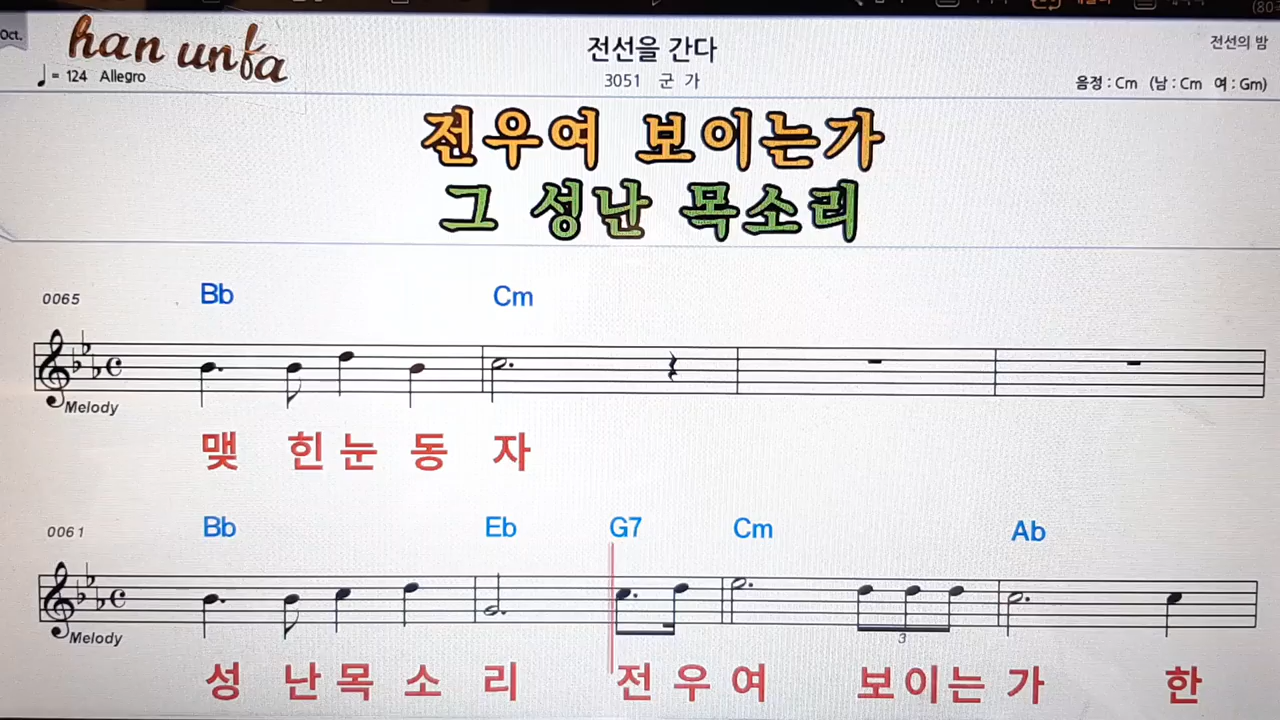 Oct.
han unfa
♩= 124 Allegro
전선을 간다
3051 군 가
전선의 밤
음정 : Cm (남 : Cm 여 : Gm)
전우여 보이는가
그 성난 목소리
0065 Bb Cm
Melody
맺 힌 눈 동 자
0061 Bb Eb G7 Cm Ab
3
Melody
성 난 목 소 리 전 우 여 보 이 는 가 한